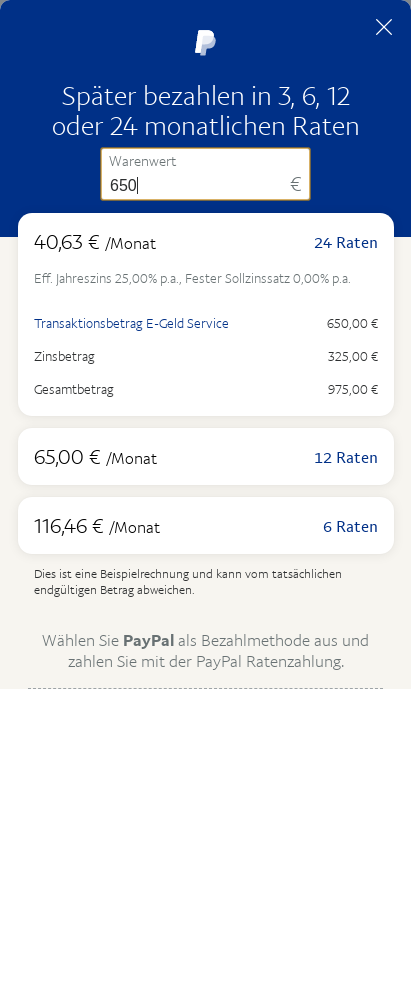 Später bezahlen in 3, 6, 12
oder 24 monatlichen Raten
Warenwert
650 €
40,63 € /Monat 24 Raten
Eff. Jahreszins 25,00% p.a., Fester Sollzinssatz 0,00% p.a.
Transaktionsbetrag E-Geld Service 650,00 €
Zinsbetrag 325,00 €
Gesamtbetrag 975,00 €
65,00 € /Monat 12 Raten
116,46 € /Monat 6 Raten
Dies ist eine Beispielrechnung und kann vom tatsächlichen
endgültigen Betrag abweichen.
Wählen Sie PayPal als Bezahlmethode aus und
zahlen Sie mit der PayPal Ratenzahlung.